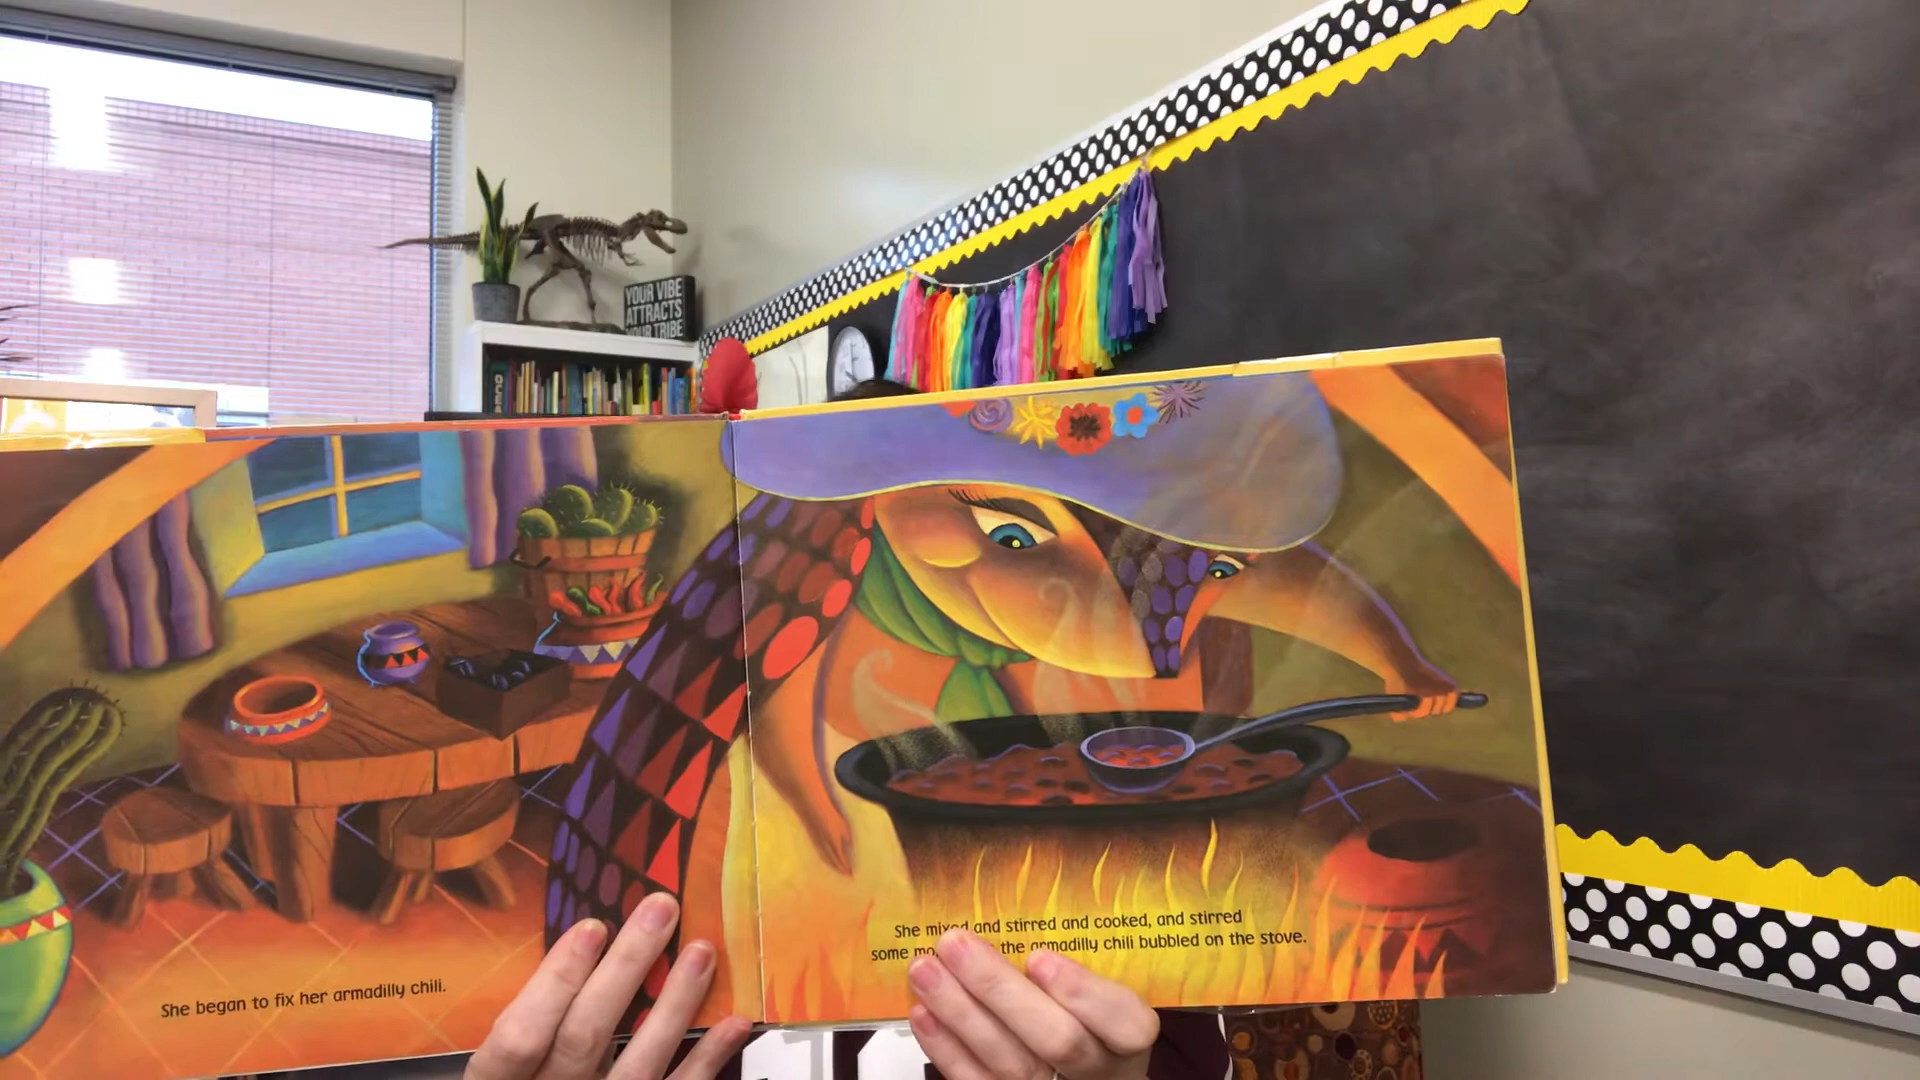 YOUR VIBE
ATTRACTS
YOUR TRIBE
She began to fix her armadilly chili.
She mixed and stirred and cooked, and stirred
some the armadilly chili bubbled on the stove.